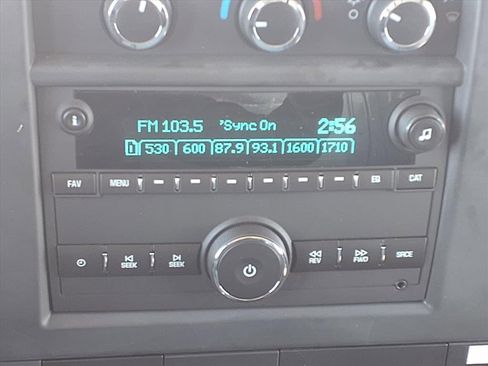 FM 103.5 'Sync On 2:56
1 530 600 87.9 93.1 1600 1710
FAV MENU EQ CAT
SEEK SEEK REV FWD SRCE